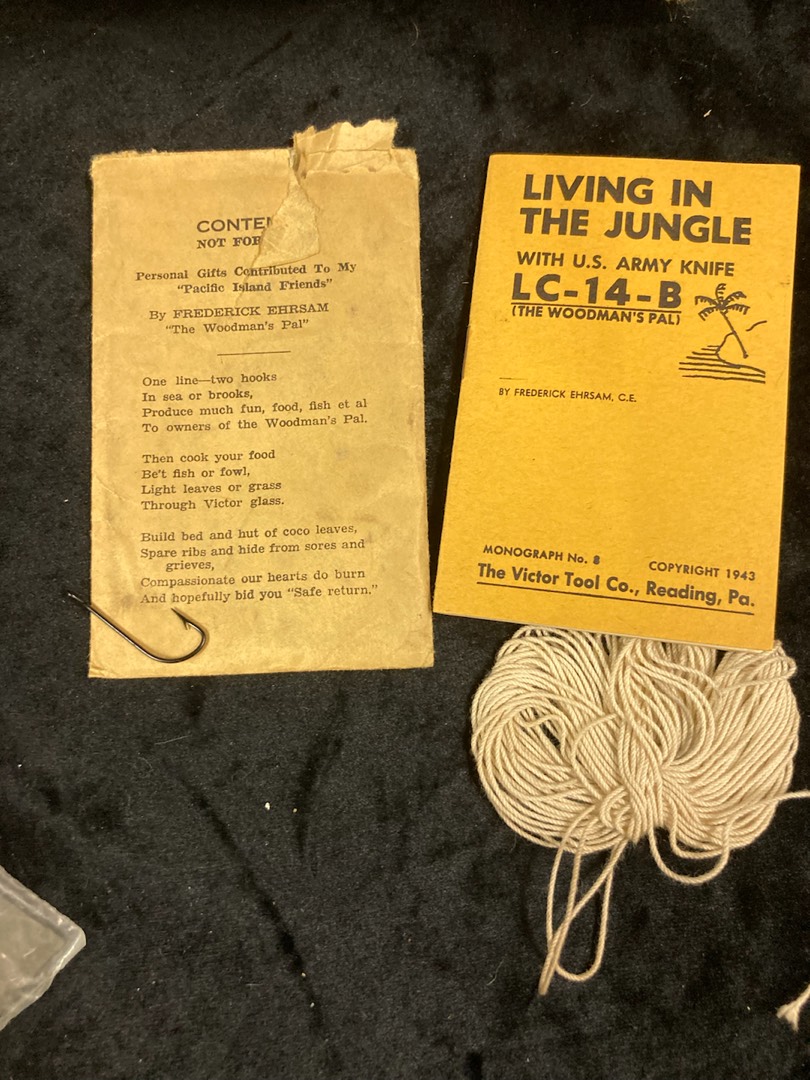 NOT
Personal Gifts Contributed To My
"Pacific Island Friends"
By FREDERICK EHRSAM
"The Woodman's Pal"
One line—two hooks
In sea or brooks,
Produce much fun, food, fish et al
To owners of the Woodman's Pal.
Then cook your food
Be't fish or fowl,
Light leaves or grass
Through Victor glass.
Build bed and hut of coco leaves,
Spare ribs and hide from sores and
grieves,
Compassionate our hearts do burn
And hopefully bid you "Safe return."
LIVING IN
THE JUNGLE
WITH U.S. ARMY KNIFE
LC-14-B
(THE WOODMAN'S PAL)
BY FREDERICK EHRSAM, C.E.
MONOGRAPH No. 8
COPYRIGHT 1943
The Victor Tool Co., Reading, Pa.